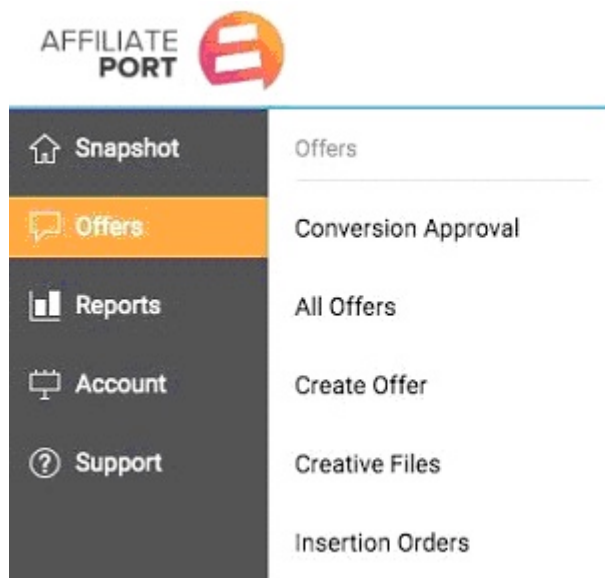 AFFILIATE
PORT
Snapshot
Offers
Reports
Account
Support
Offers
Conversion Approval
All Offers
Create Offer
Creative Files
Insertion Orders